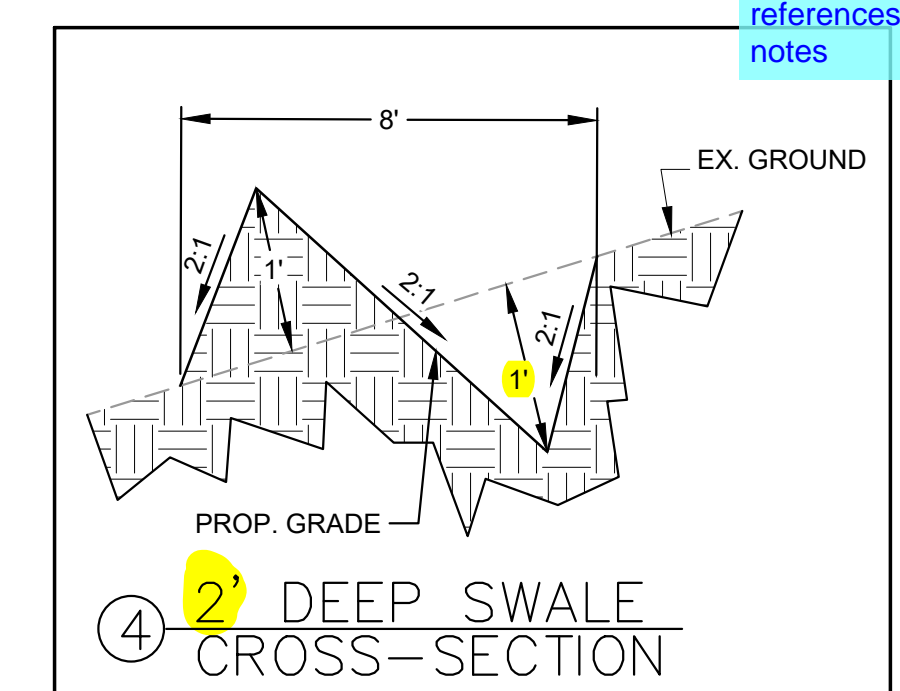 references
notes
8'
EX. GROUND
2:1
1'
2:1
2:1
1'
PROP. GRADE
4
2' DEEP SWALE
CROSS-SECTION